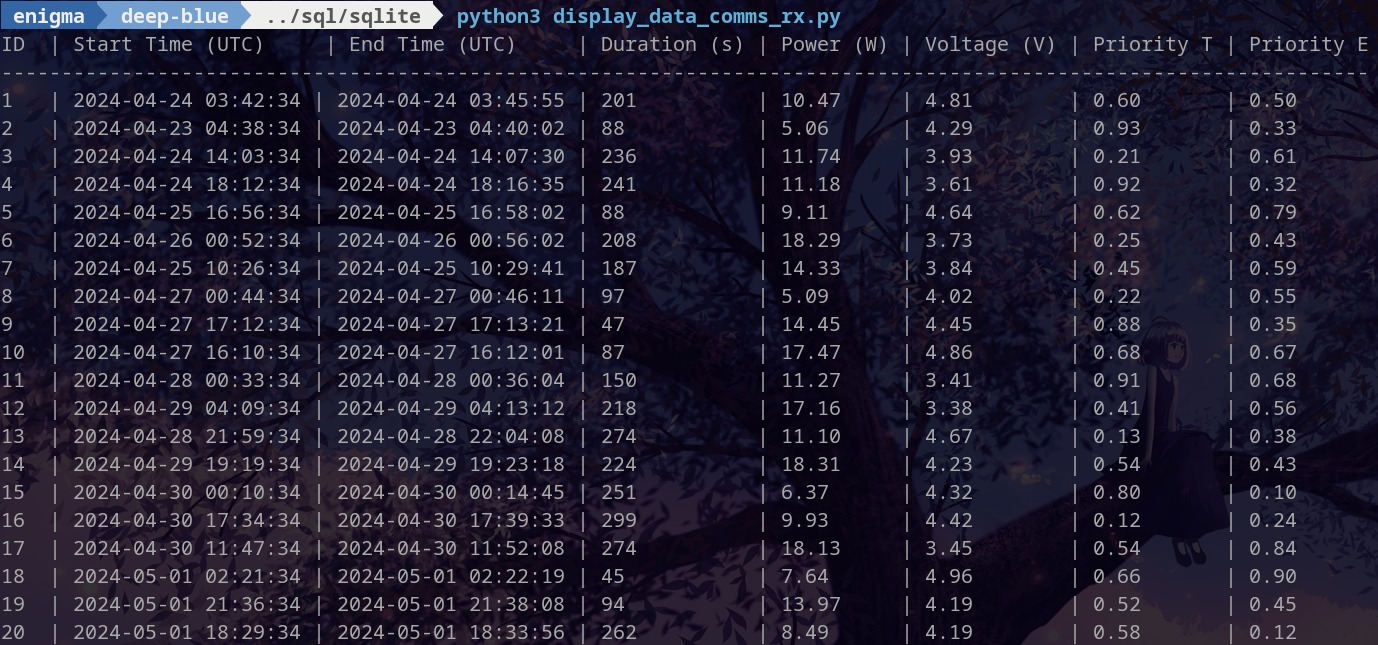 enigma deep-blue ../sql/sqlite python3 display_data_comms_rx.py
ID | Start Time (UTC) | End Time (UTC) | Duration (s) | Power (W) | Voltage (V) | Priority T | Priority E
------------------------------------------------------------------------------------------------------------------
1 | 2024-04-24 03:42:34 | 2024-04-24 03:45:55 | 201 | 10.47 | 4.81 | 0.60 | 0.50
2 | 2024-04-23 04:38:34 | 2024-04-23 04:40:02 | 88 | 5.06 | 4.29 | 0.93 | 0.33
3 | 2024-04-24 14:03:34 | 2024-04-24 14:07:30 | 236 | 11.74 | 3.93 | 0.21 | 0.61
4 | 2024-04-24 18:12:34 | 2024-04-24 18:16:35 | 241 | 11.18 | 3.61 | 0.92 | 0.32
5 | 2024-04-25 16:56:34 | 2024-04-25 16:58:02 | 88 | 9.11 | 4.64 | 0.62 | 0.79
6 | 2024-04-26 00:52:34 | 2024-04-26 00:56:02 | 208 | 18.29 | 3.73 | 0.25 | 0.43
7 | 2024-04-25 10:26:34 | 2024-04-25 10:29:41 | 187 | 14.33 | 3.84 | 0.45 | 0.59
8 | 2024-04-27 00:44:34 | 2024-04-27 00:46:11 | 97 | 5.09 | 4.02 | 0.22 | 0.55
9 | 2024-04-27 17:12:34 | 2024-04-27 17:13:21 | 47 | 14.45 | 4.45 | 0.88 | 0.35
10 | 2024-04-27 16:10:34 | 2024-04-27 16:12:01 | 87 | 17.47 | 4.86 | 0.68 | 0.67
11 | 2024-04-28 00:33:34 | 2024-04-28 00:36:04 | 150 | 11.27 | 3.41 | 0.91 | 0.68
12 | 2024-04-29 04:09:34 | 2024-04-29 04:13:12 | 218 | 17.16 | 3.38 | 0.41 | 0.56
13 | 2024-04-28 21:59:34 | 2024-04-28 22:04:08 | 274 | 11.10 | 4.67 | 0.13 | 0.38
14 | 2024-04-29 19:19:34 | 2024-04-29 19:23:18 | 224 | 18.31 | 4.23 | 0.54 | 0.43
15 | 2024-04-30 00:10:34 | 2024-04-30 00:14:45 | 251 | 6.37 | 4.32 | 0.80 | 0.10
16 | 2024-04-30 17:34:34 | 2024-04-30 17:39:33 | 299 | 9.93 | 4.42 | 0.12 | 0.24
17 | 2024-04-30 11:47:34 | 2024-04-30 11:52:08 | 274 | 18.13 | 3.45 | 0.54 | 0.84
18 | 2024-05-01 02:21:34 | 2024-05-01 02:22:19 | 45 | 7.64 | 4.96 | 0.66 | 0.90
19 | 2024-05-01 21:36:34 | 2024-05-01 21:38:08 | 94 | 13.97 | 4.19 | 0.52 | 0.45
20 | 2024-05-01 18:29:34 | 2024-05-01 18:33:56 | 262 | 8.49 | 4.19 | 0.58 | 0.12